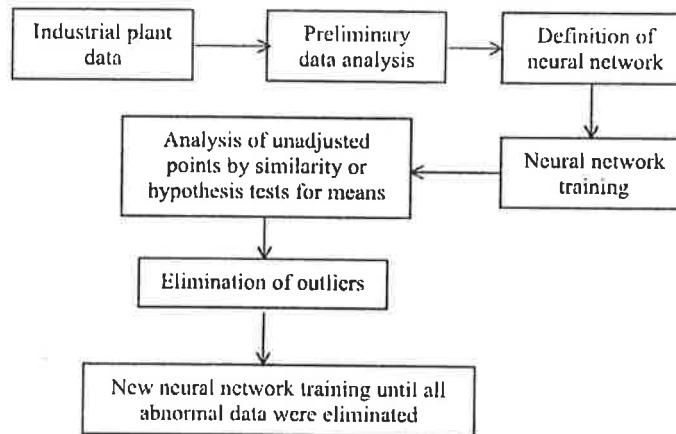 Industrial plant
data
Preliminary
data analysis
Definition of
neural network
Analysis of unadjusted
points by similarity or
hypothesis tests for means
Neural network
training
Elimination of outliers
New neural network training until all
abnormal data were eliminated